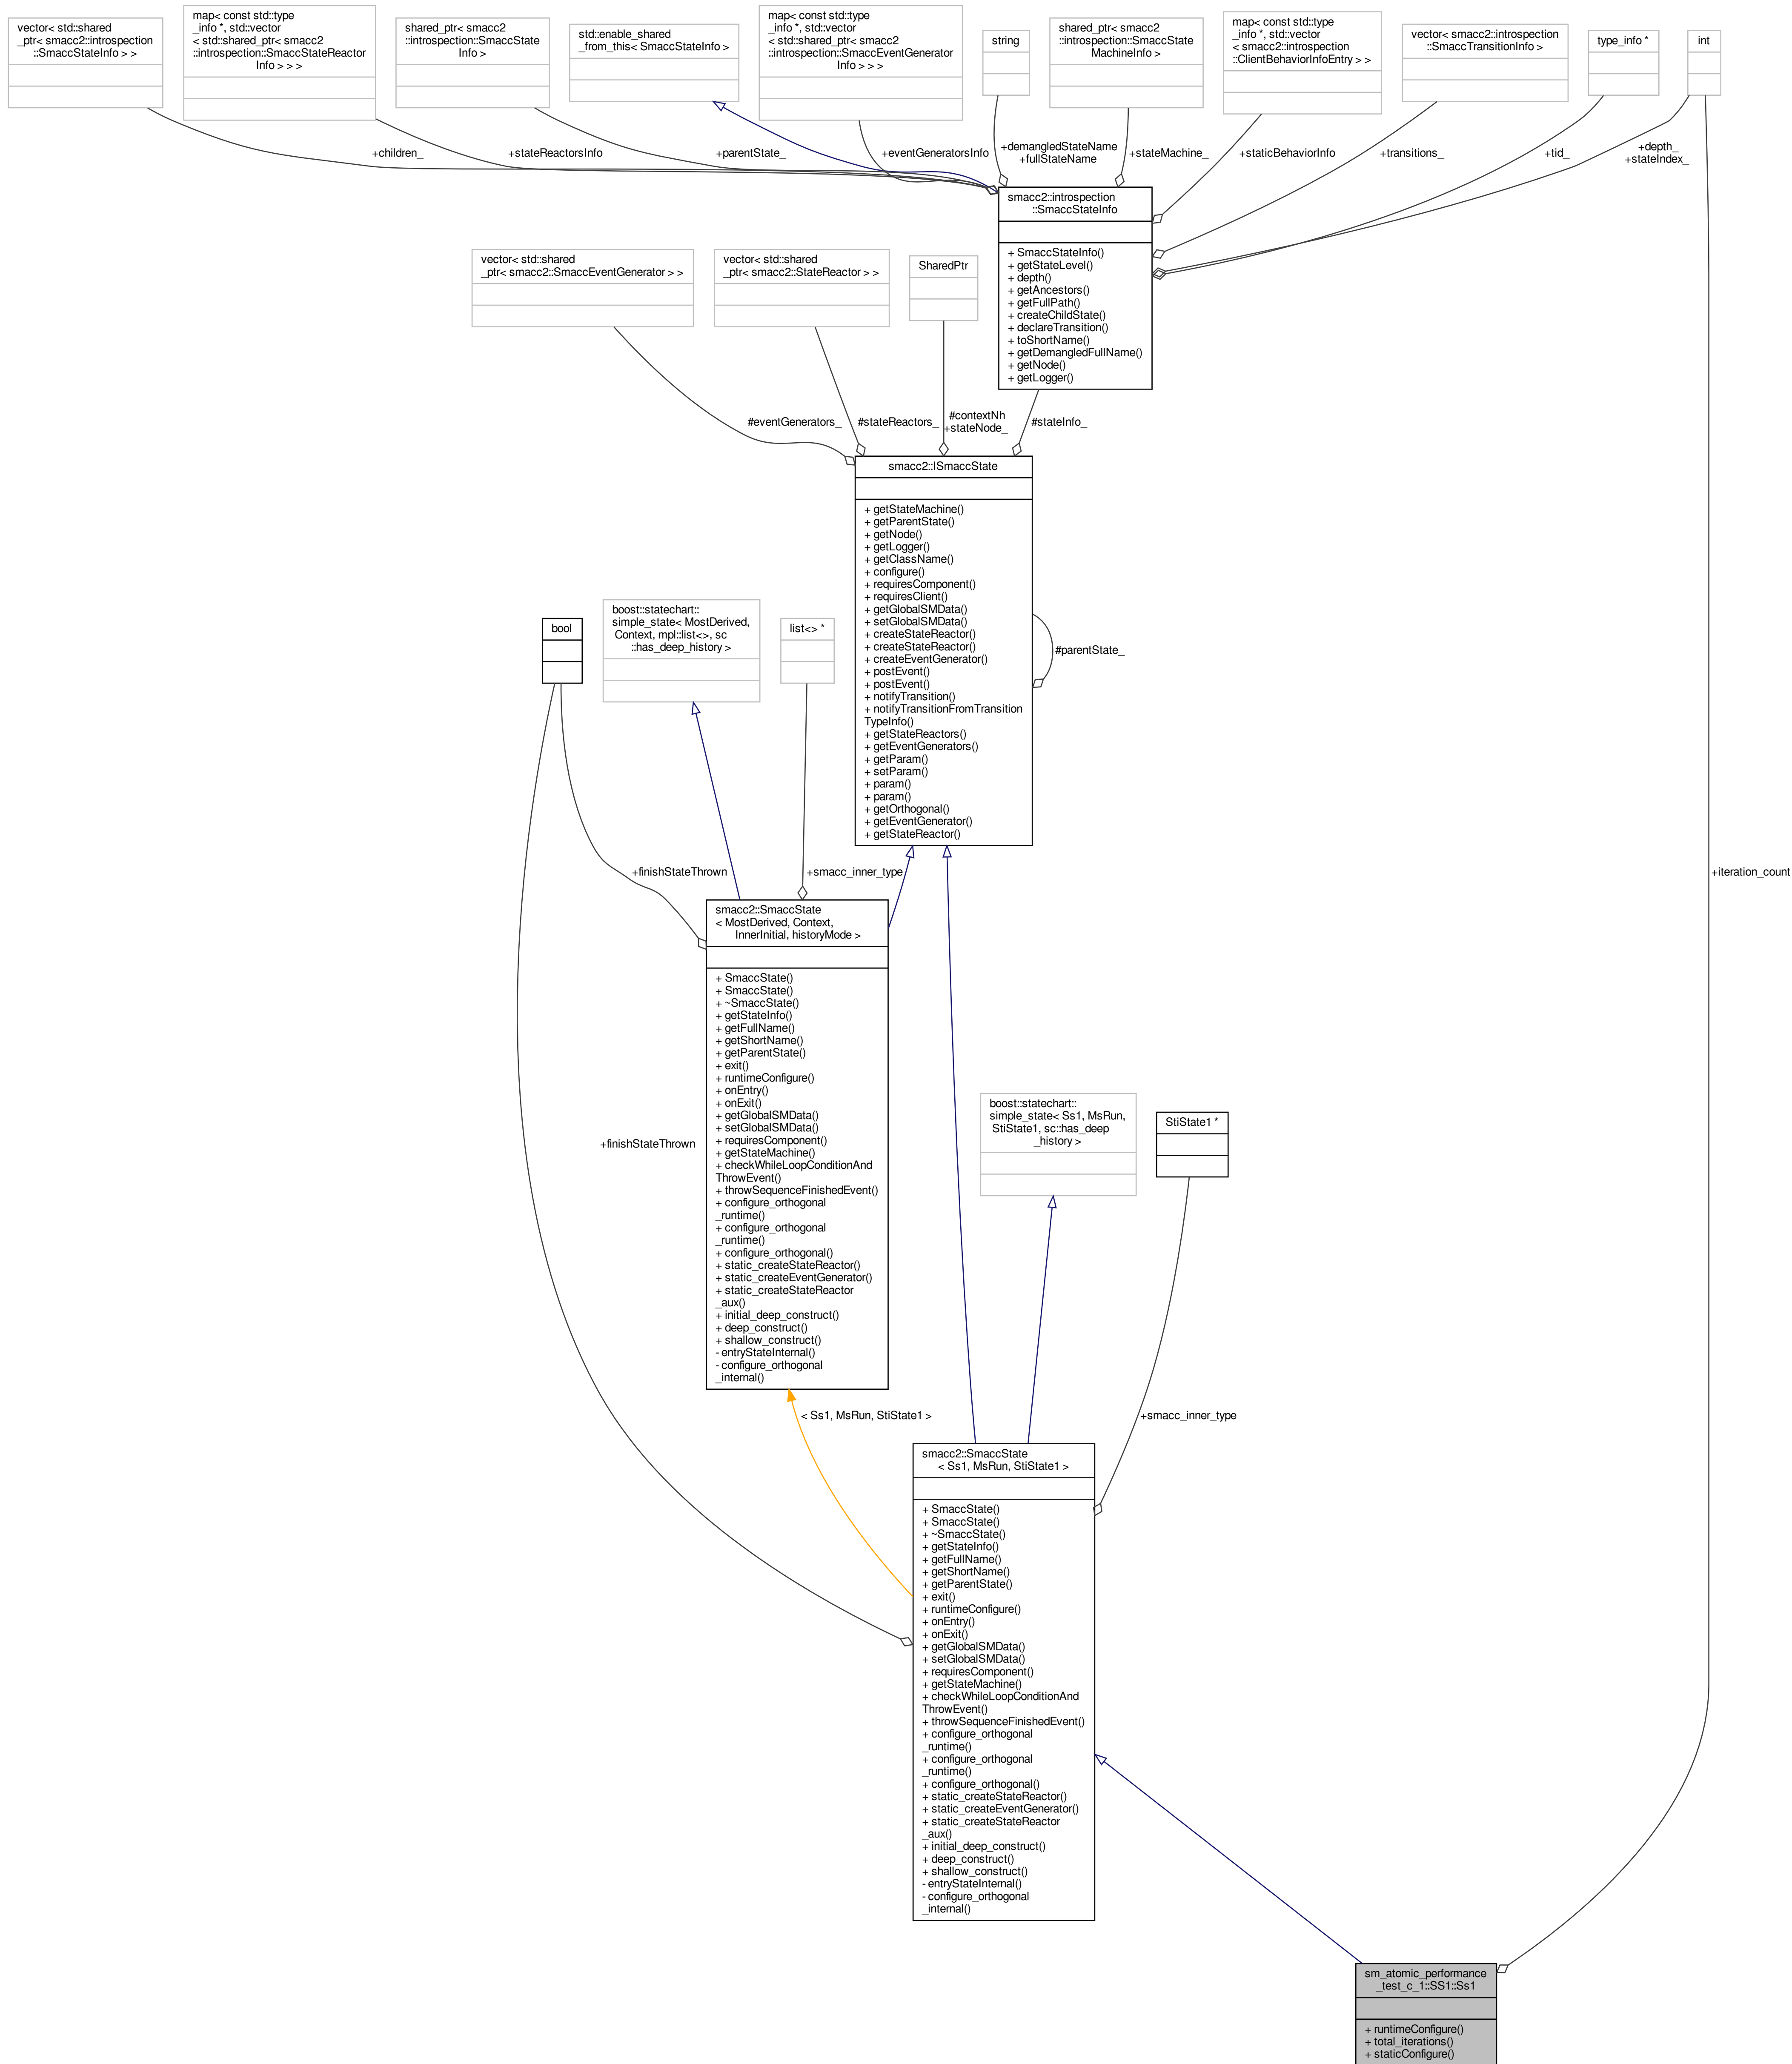 vector< std::shared
_ptr< smacc2::introspection
::SmaccStateInfo > >
map< const std::type
_info *, std::vector
< std::shared_ptr< smacc2
::introspection::SmaccStateReactor
Info > > >
shared_ptr< smacc2
::introspection::SmaccState
Info >
std::enable_shared
_from_this< SmaccStateInfo >
map< const std::type
_info *, std::vector
< std::shared_ptr< smacc2
::introspection::SmaccEventGenerator
Info > > >
string
shared_ptr< smacc2
::introspection::SmaccState
MachineInfo >
map< const std::type
_info *, std::vector
< smacc2::introspection
::ClientBehaviorInfoEntry > >
vector< smacc2::introspection
::SmaccTransitionInfo >
type_info *
int
+children_
+stateReactorsInfo
+parentState_
+eventGeneratorsInfo
+demangledStateName
+fullStateName
+stateMachine_
+staticBehaviorInfo
+transitions_
+tid_
+depth_
+stateIndex_
smacc2::introspection
::SmaccStateInfo
+ SmaccStateInfo()
+ getStateLevel()
+ depth()
+ getAncestors()
+ getFullPath()
+ createChildState()
+ declareTransition()
+ toShortName()
+ getDemangledFullName()
+ getNode()
+ getLogger()
vector< std::shared
_ptr< smacc2::SmaccEventGenerator > >
vector< std::shared
_ptr< smacc2::StateReactor > >
SharedPtr
#eventGenerators_
#stateReactors_
#contextNh
+stateNode_
#stateInfo_
smacc2::ISmaccState
+ getStateMachine()
+ getParentState()
+ getNode()
+ getLogger()
+ getClassName()
+ configure()
+ requiresComponent()
+ requiresClient()
+ getGlobalSMData()
+ setGlobalSMData()
+ createStateReactor()
+ createStateReactor()
+ createEventGenerator()
+ postEvent()
+ postEvent()
+ notifyTransition()
+ notifyTransitionFromTransition
TypeInfo()
+ getStateReactors()
+ getEventGenerators()
+ getParam()
+ setParam()
+ param()
+ param()
+ getOrthogonal()
+ getEventGenerator()
+ getStateReactor()
#parentState_
bool
boost::statechart::
simple_state< MostDerived,
Context, mpl::list<>, sc
::has_deep_history >
list<> *
+finishStateThrown
+smacc_inner_type
+iteration_count
smacc2::SmaccState
< MostDerived, Context,
InnerInitial, historyMode >
+ SmaccState()
+ SmaccState()
+ ~SmaccState()
+ getStateInfo()
+ getFullName()
+ getShortName()
+ getParentState()
+ exit()
+ runtimeConfigure()
+ onEntry()
+ onExit()
+ getGlobalSMData()
+ setGlobalSMData()
+ requiresComponent()
+ getStateMachine()
+ checkWhileLoopConditionAnd
ThrowEvent()
+ throwSequenceFinishedEvent()
+ configure_orthogonal
_runtime()
+ configure_orthogonal
_runtime()
+ configure_orthogonal()
+ static_createStateReactor()
+ static_createEventGenerator()
+ static_createStateReactor
_aux()
+ initial_deep_construct()
+ deep_construct()
+ shallow_construct()
- entryStateInternal()
- configure_orthogonal
_internal()
+finishStateThrown
boost::statechart::
simple_state< Ss1, MsRun,
StiState1, sc::has_deep
_history >
StiState1 *
< Ss1, MsRun, StiState1 >
+smacc_inner_type
smacc2::SmaccState
< Ss1, MsRun, StiState1 >
+ SmaccState()
+ SmaccState()
+ ~SmaccState()
+ getStateInfo()
+ getFullName()
+ getShortName()
+ getParentState()
+ exit()
+ runtimeConfigure()
+ onEntry()
+ onExit()
+ getGlobalSMData()
+ setGlobalSMData()
+ requiresComponent()
+ getStateMachine()
+ checkWhileLoopConditionAnd
ThrowEvent()
+ throwSequenceFinishedEvent()
+ configure_orthogonal
_runtime()
+ configure_orthogonal
_runtime()
+ configure_orthogonal()
+ static_createStateReactor()
+ static_createEventGenerator()
+ static_createStateReactor
_aux()
+ initial_deep_construct()
+ deep_construct()
+ shallow_construct()
- entryStateInternal()
- configure_orthogonal
_internal()
sm_atomic_performance
_test_c_1::SS1::Ss1
+ runtimeConfigure()
+ total_iterations()
+ staticConfigure()